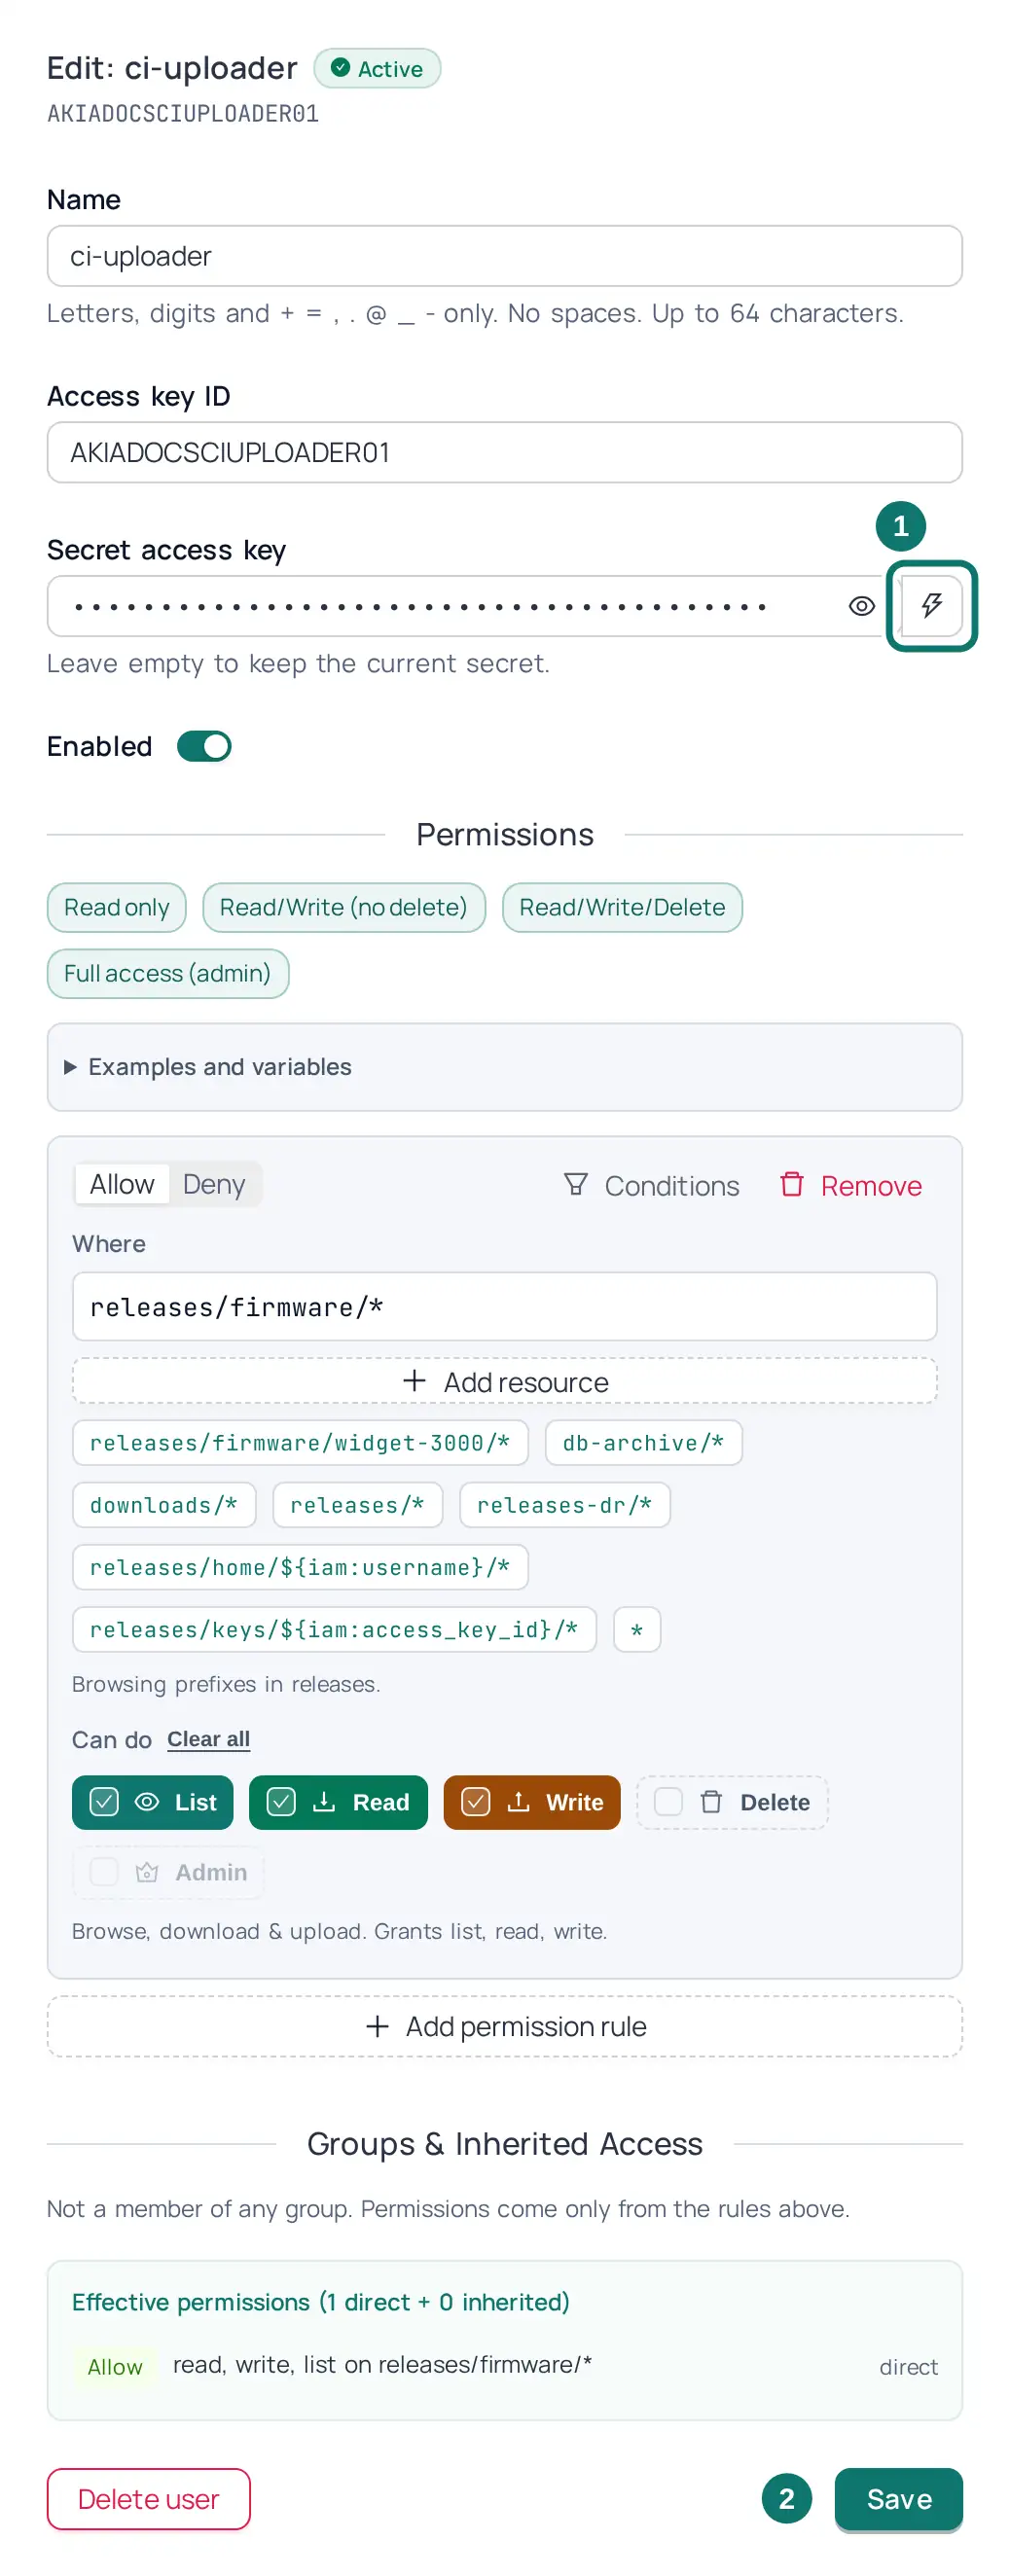 Edit: ci-uploader Active
AKIADOCSCIUPLOADER01
Name
ci-uploader
Letters, digits and + = , . @ _ - only. No spaces. Up to 64 characters.
Access key ID
AKIADOCSCIUPLOADER01
1
Secret access key
••••••••••••••••••••••••••••••••••••••••
Leave empty to keep the current secret.
Enabled
Permissions
Read only Read/Write (no delete) Read/Write/Delete
Full access (admin)
Examples and variables
Allow Deny Conditions Remove
Where
releases/firmware/*
+ Add resource
releases/firmware/widget-3000/* db-archive/*
downloads/* releases/* releases-dr/*
releases/home/${iam:username}/*
releases/keys/${iam:access_key_id}/* *
Browsing prefixes in releases.
Can do Clear all
List Read Write Delete
Admin
Browse, download & upload. Grants list, read, write.
+ Add permission rule
Groups & Inherited Access
Not a member of any group. Permissions come only from the rules above.
Effective permissions (1 direct + 0 inherited)
Allow read, write, list on releases/firmware/* direct
Delete user 2 Save